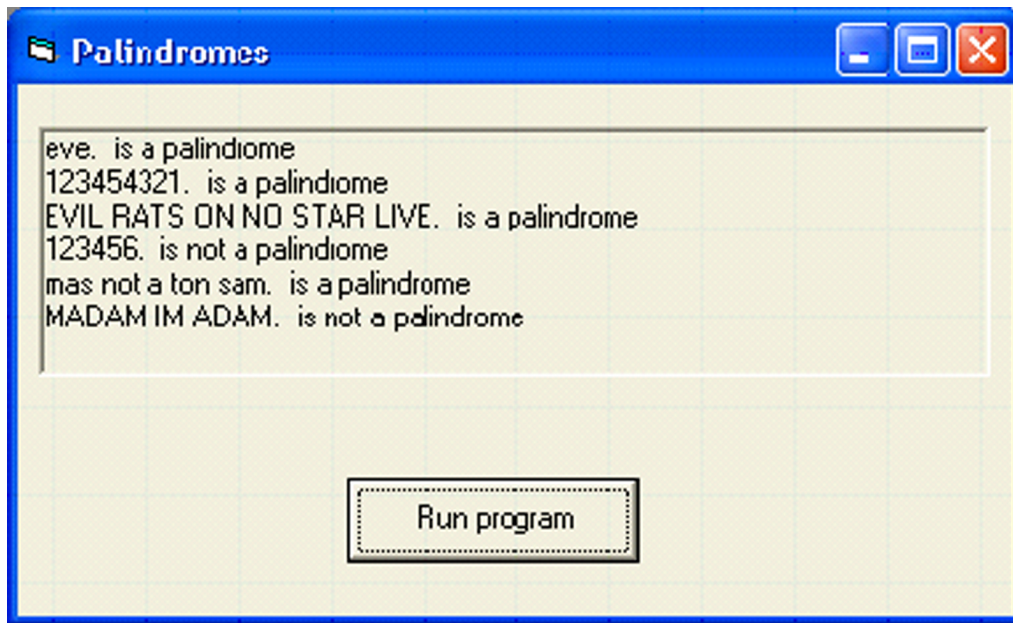 Palindromes
eve.  is a palindrome
123454321.  is a palindrome
EVIL RATS ON NO STAR LIVE.  is a palindrome
123456.  is not a palindrome
mas not a ton sam.  is a palindrome
MADAM IM ADAM.  is not a palindrome
Run program